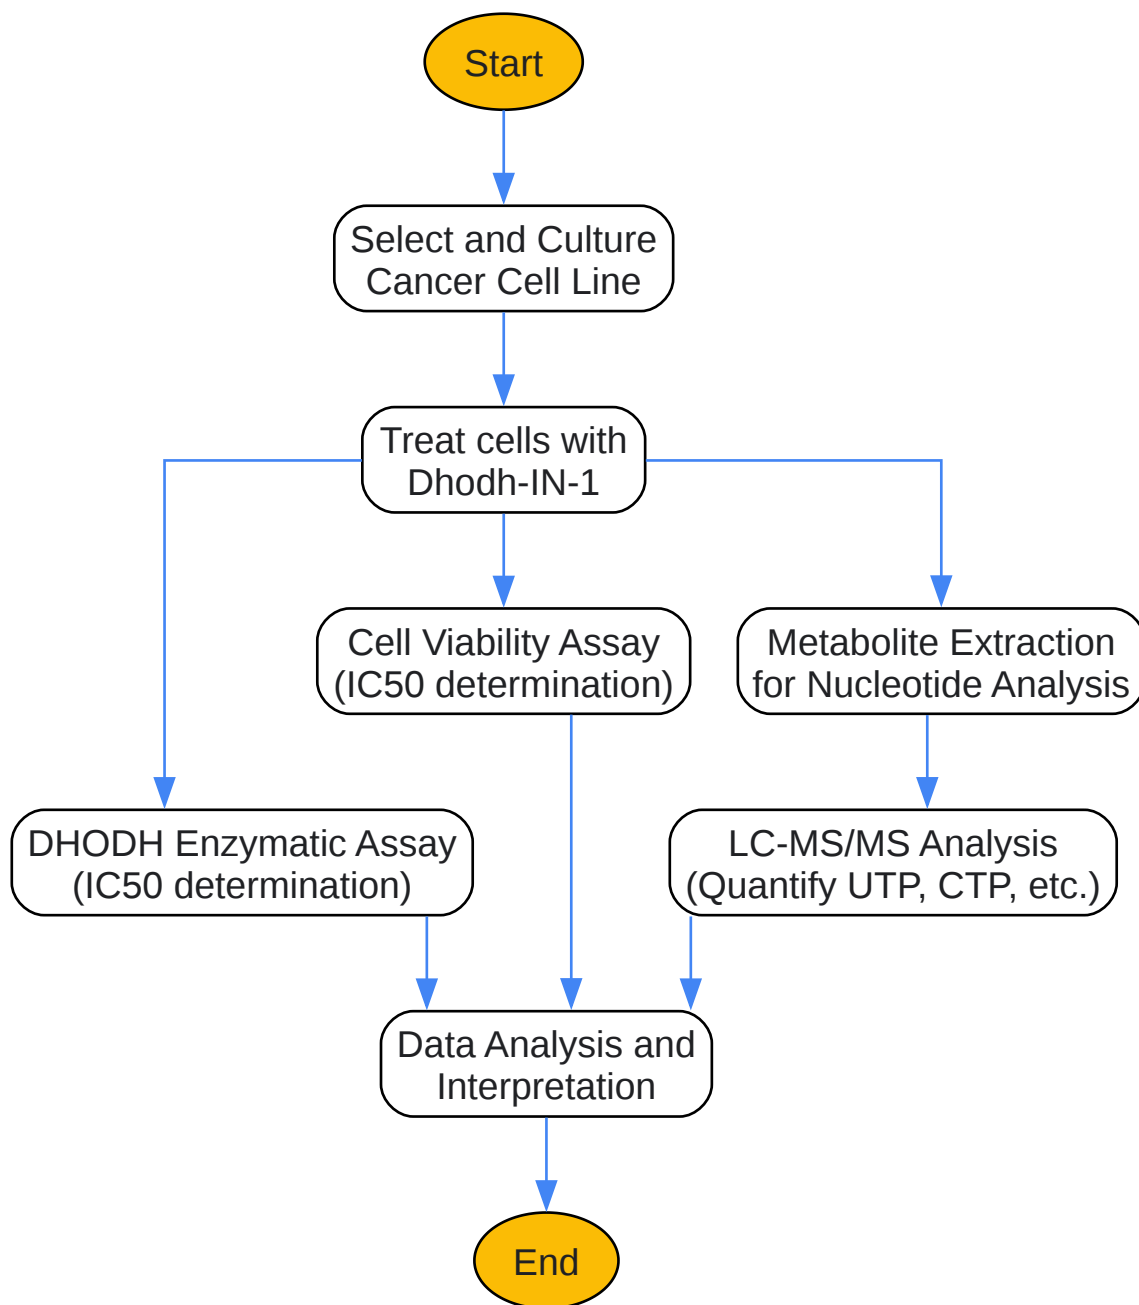 Start
Select and Culture
Cancer Cell Line
Treat cells with
Dhodh-IN-1
Cell Viability Assay
(IC50 determination)
Metabolite Extraction
for Nucleotide Analysis
DHODH Enzymatic Assay
(IC50 determination)
LC-MS/MS Analysis
(Quantify UTP, CTP, etc.)
Data Analysis and
Interpretation
End